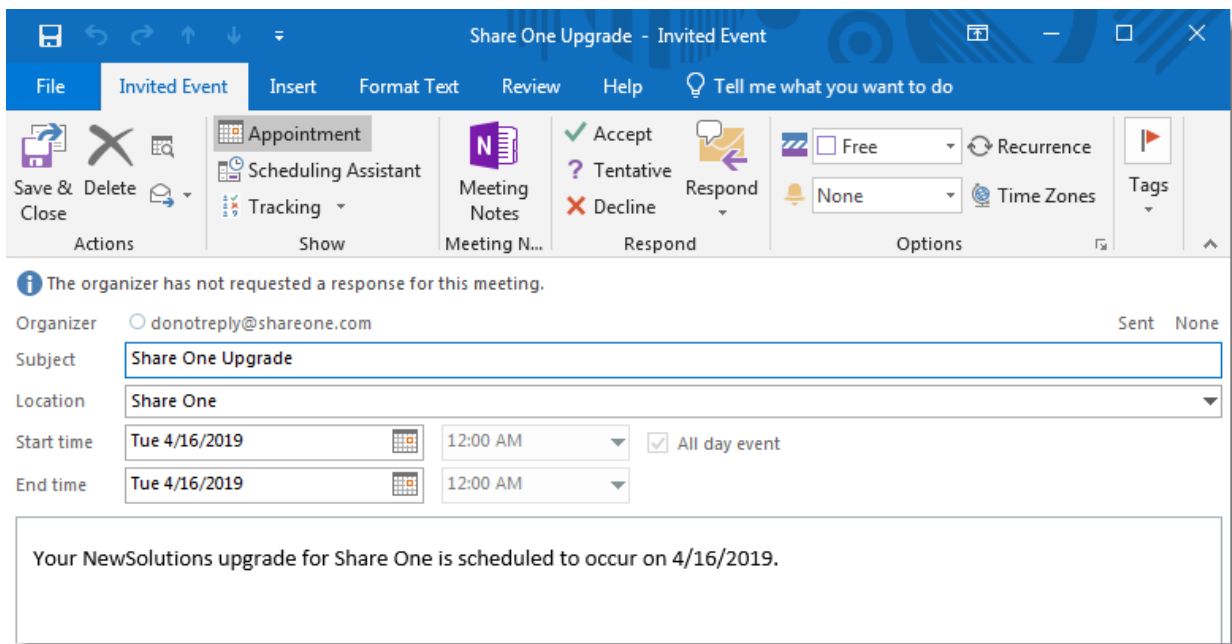 Share One Upgrade - Invited Event
File Invited Event Insert Format Text Review Help Tell me what you want to do
Save & Close
Delete
Actions
Appointment
Scheduling Assistant
Tracking
Show
Meeting Notes
Meeting N...
Accept
Tentative
Decline
Respond
Respond
Free
None
Recurrence
Time Zones
Options
Tags
The organizer has not requested a response for this meeting.
Organizer donotreply@shareone.com Sent None
Subject Share One Upgrade
Location Share One
Start time Tue 4/16/2019 12:00 AM All day event
End time Tue 4/16/2019 12:00 AM
Your NewSolutions upgrade for Share One is scheduled to occur on 4/16/2019.